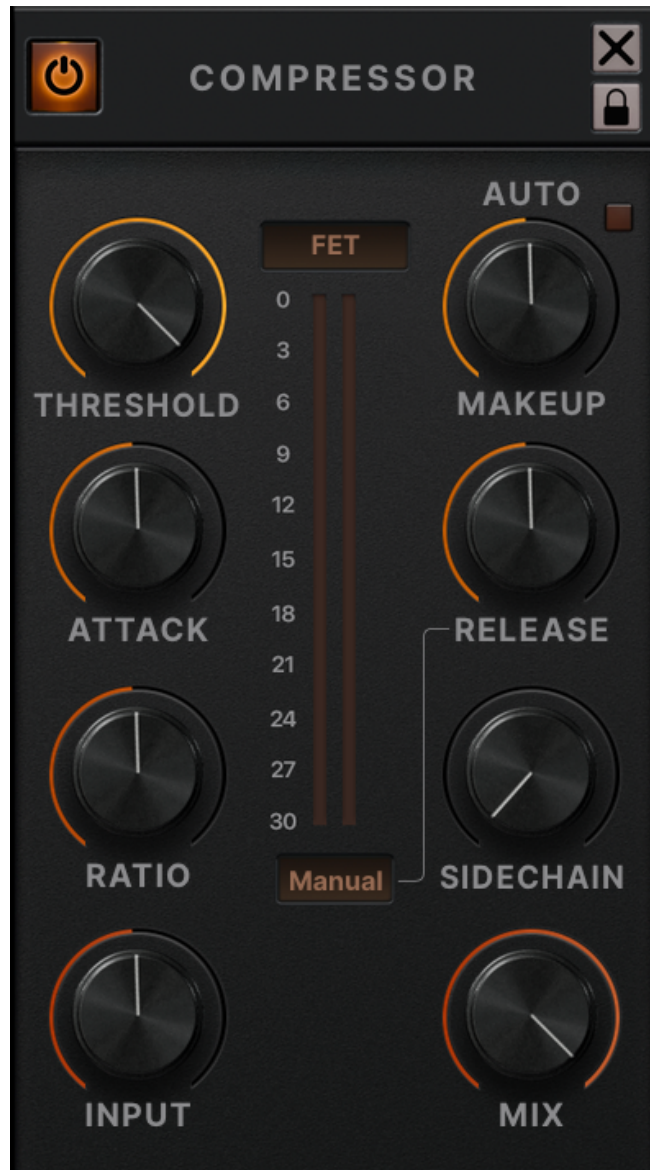 COMPRESSOR
AUTO
FET
THRESHOLD
MAKEUP
0
3
6
9
12
15
18
21
24
27
30
ATTACK
RELEASE
RATIO
Manual
SIDECHAIN
INPUT
MIX